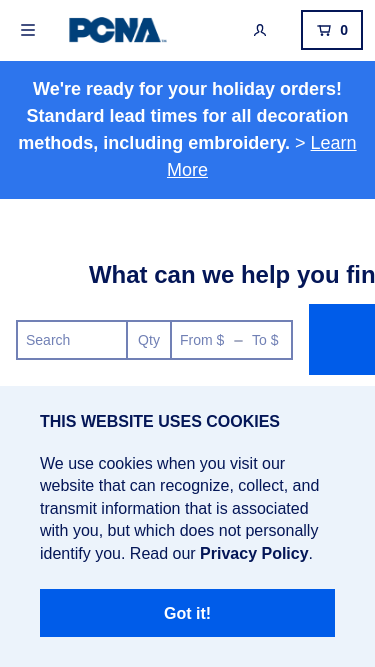 PCNA
0
We're ready for your holiday orders!
Standard lead times for all decoration
methods, including embroidery. > Learn
More
What can we help you fin
Search
Qty
From $ – To $
THIS WEBSITE USES COOKIES
We use cookies when you visit our
website that can recognize, collect, and
transmit information that is associated
with you, but which does not personally
identify you. Read our Privacy Policy.
Got it!